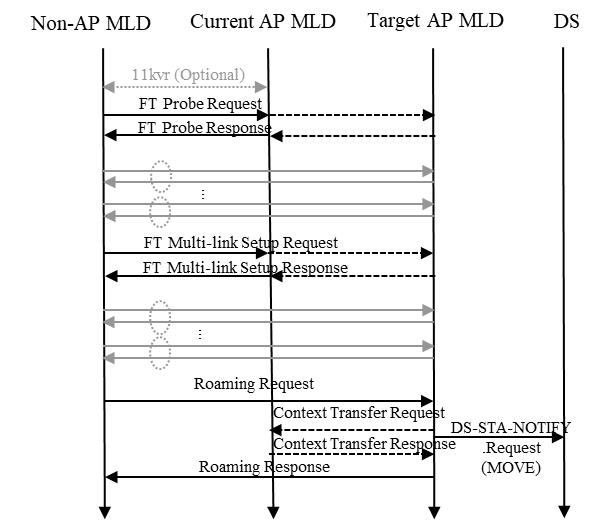 Non-AP MLD
Current AP MLD
Target AP MLD
DS
11kvr (Optional)
FT Probe Request
FT Probe Response
...
FT Multi-link Setup Request
FT Multi-link Setup Response
...
Roaming Request
Context Transfer Request
DS-STA-NOTIFY
.Request
(MOVE)
Context Transfer Response
Roaming Response